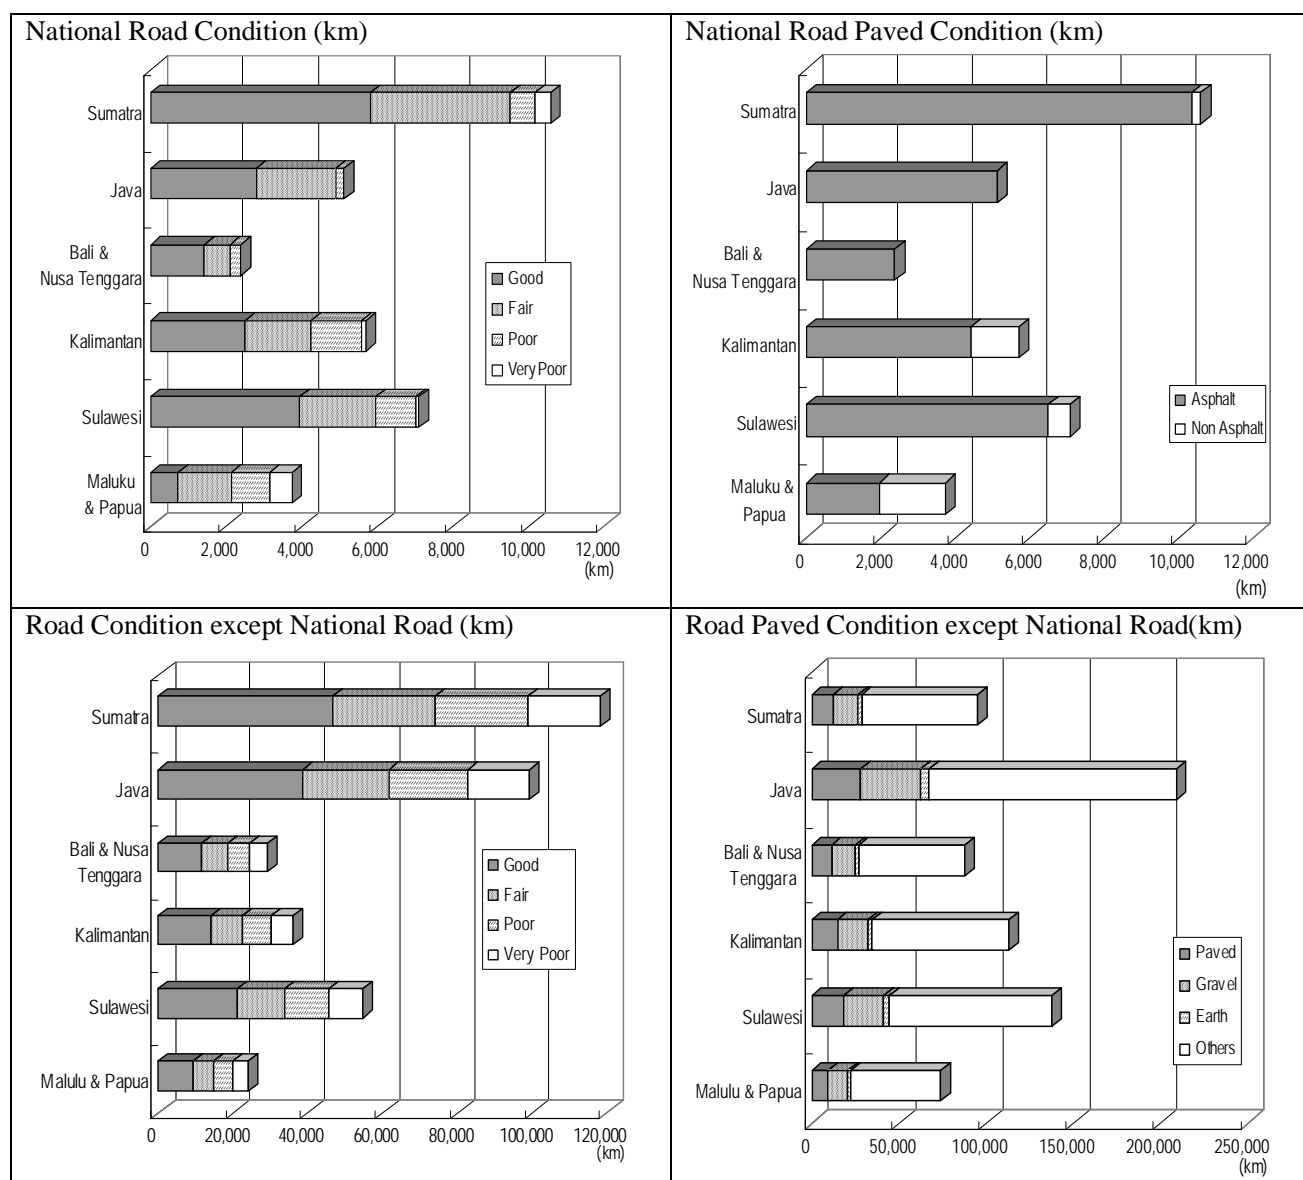 National Road Condition (km)
Sumatra
Java
Bali &
Nusa Tenggara
Kalimantan
Sulawesi
Maluku
& Papua
Good
Fair
Poor
Very Poor
0 2,000 4,000 6,000 8,000 10,000 12,000
(km)
National Road Paved Condition (km)
Sumatra
Java
Bali &
Nusa Tenggara
Kalimantan
Sulawesi
Maluku &
Papua
Asphalt
Non Asphalt
0 2,000 4,000 6,000 8,000 10,000 12,000
(km)
Road Condition except National Road (km)
Sumatra
Java
Bali & Nusa
Tenggara
Kalimantan
Sulawesi
Malulu & Papua
Good
Fair
Poor
Very Poor
0 20,000 40,000 60,000 80,000 100,000 120,000
(km)
Road Paved Condition except National Road(km)
Sumatra
Java
Bali & Nusa
Tenggara
Kalimantan
Sulawesi
Malulu & Papua
Paved
Gravel
Earth
Others
0 50,000 100,000 150,000 200,000 250,000
(km)